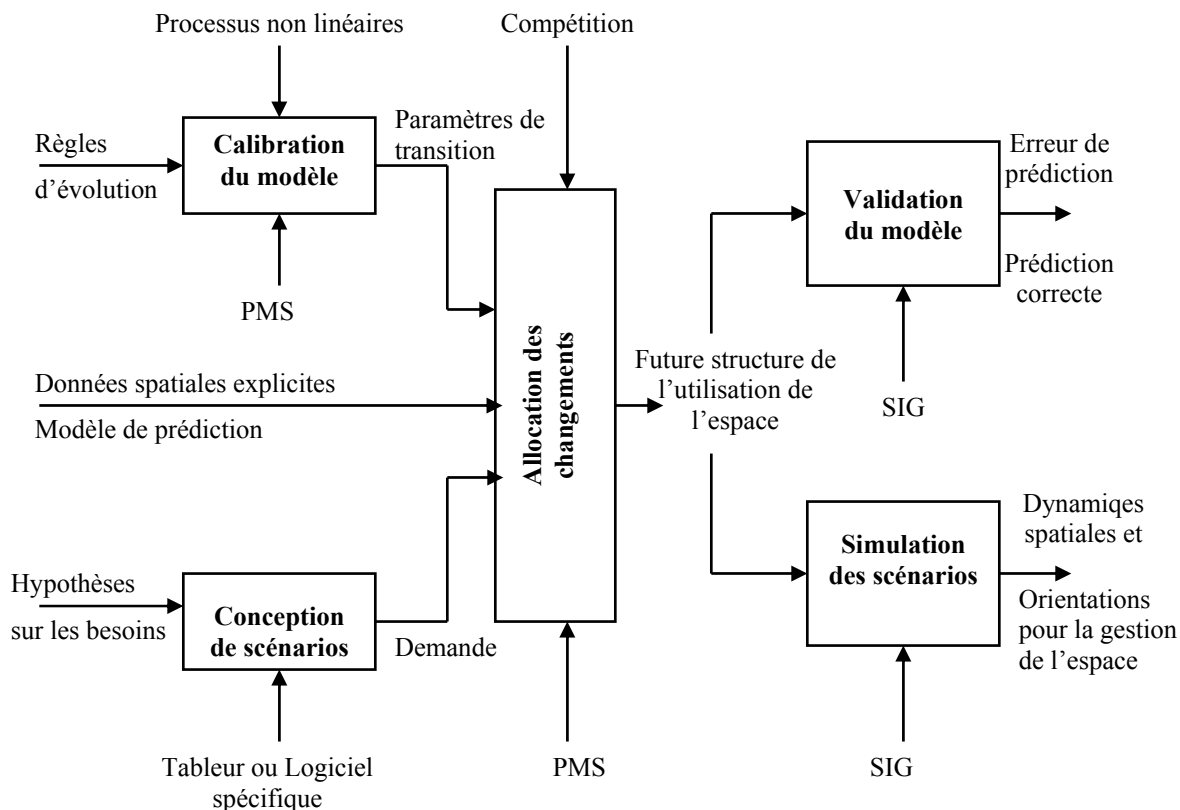 Processus non linéaires
Compétition
Règles
d’évolution
Calibration
du modèle
Paramètres de
transition
PMS
Données spatiales explicites
Modèle de prédiction
Hypothèses
sur les besoins
Conception
de scénarios
Demande
Tableur ou Logiciel
spécifique
Allocation des
changements
PMS
Future structure de
l’utilisation de
l’espace
Validation
du modèle
Erreur de
prédiction
Prédiction
correcte
SIG
Simulation
des scénarios
Dynamiqes
spatiales et
Orientations
pour la gestion
de l’espace
SIG